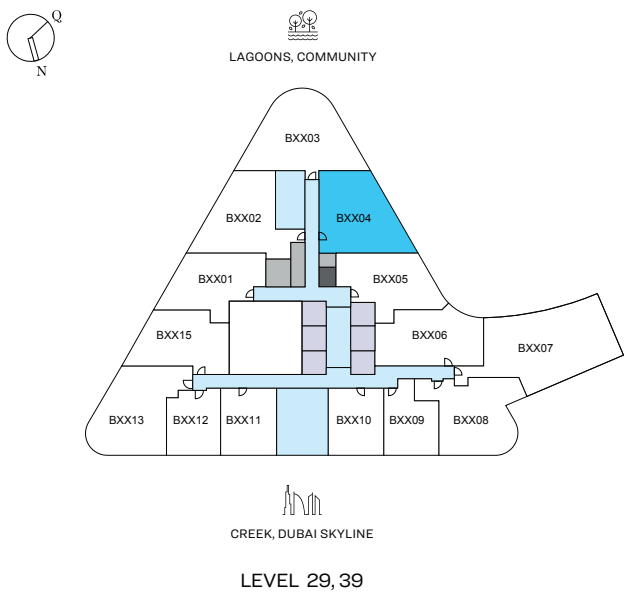 Q
N
LAGOONS, COMMUNITY
BXX03
BXX02
BXX04
BXX01
BXX05
BXX15
BXX06
BXX07
BXX13
BXX12
BXX11
BXX10
BXX09
BXX08
CREEK, DUBAI SKYLINE
LEVEL 29, 39